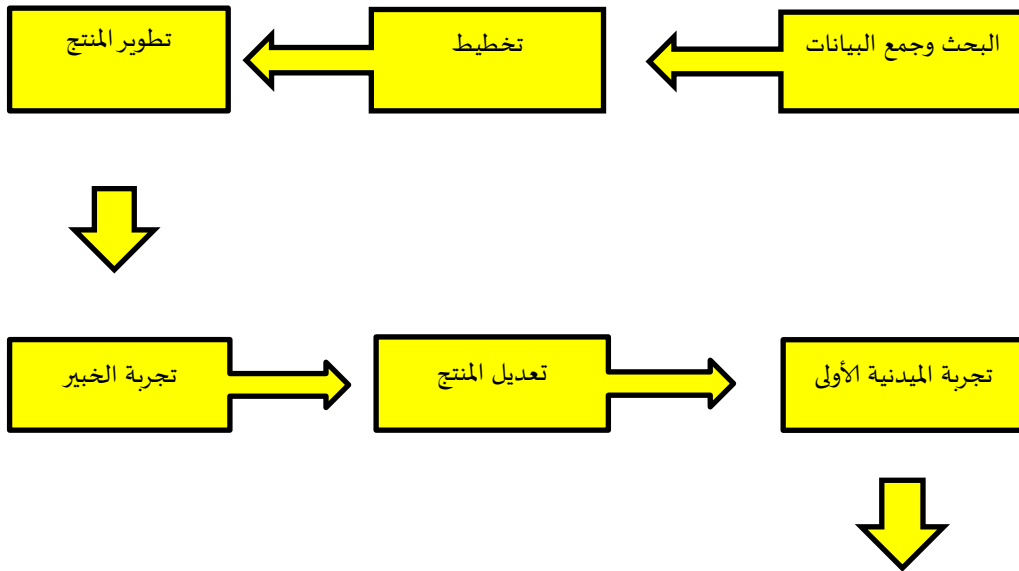 البحث وجمع البيانات
تخطيط
تطوير المنتج
تجربة الخبير
تعديل المنتج
تجربة الميدنية الأولى